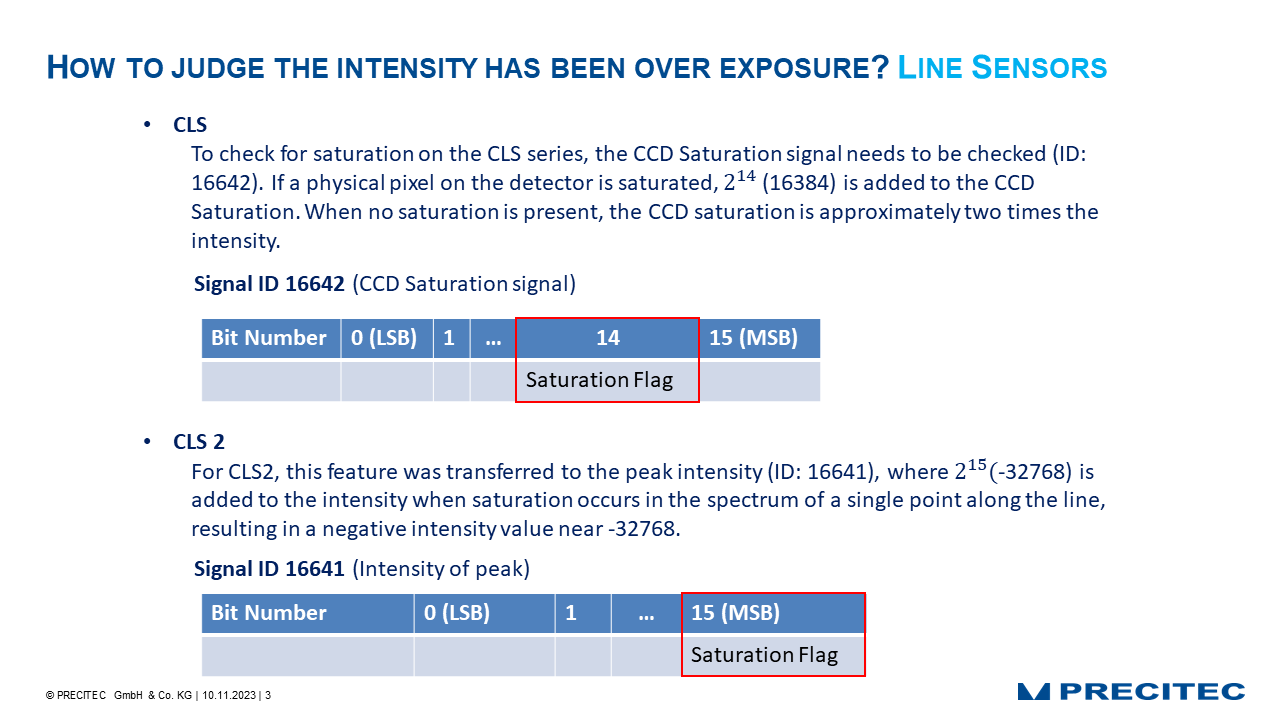 HOW TO JUDGE THE INTENSITY HAS BEEN OVER EXPOSURE? LINE SENSORS
• CLS
To check for saturation on the CLS series, the CCD Saturation signal needs to be checked (ID:
16642). If a physical pixel on the detector is saturated, 2^14 (16384) is added to the CCD
Saturation. When no saturation is present, the CCD saturation is approximately two times the
intensity.
Signal ID 16642 (CCD Saturation signal)
Bit Number 0 (LSB) 1 ... 14 15 (MSB)
Saturation Flag
• CLS 2
For CLS2, this feature was transferred to the peak intensity (ID: 16641), where 2^15(-32768) is
added to the intensity when saturation occurs in the spectrum of a single point along the line,
resulting in a negative intensity value near -32768.
Signal ID 16641 (Intensity of peak)
Bit Number 0 (LSB) 1 ... 15 (MSB)
Saturation Flag
© PRECITEC GmbH & Co. KG | 10.11.2023 | 3
PRECITEC